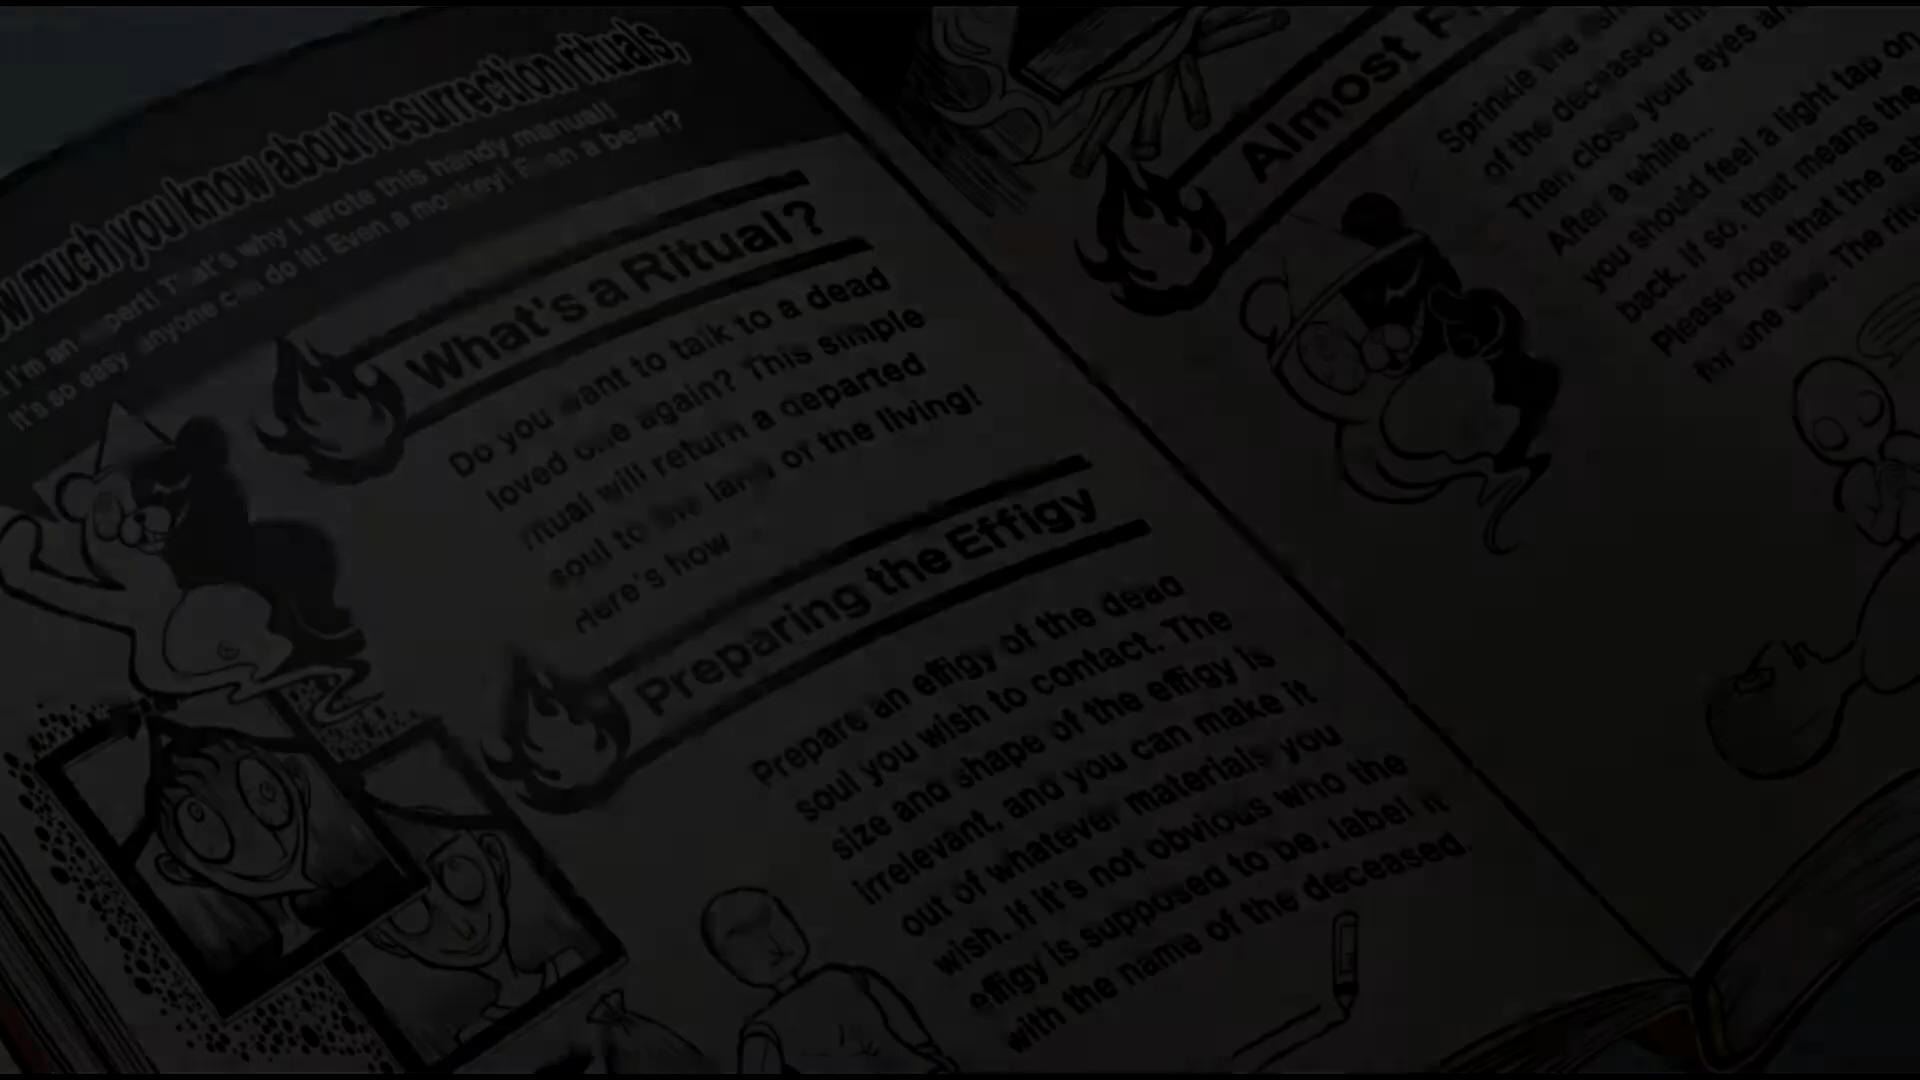 much you know about resurrection rituals,
I'm an expert! That's why I wrote this handy manual!
It's so easy anyone can do it! Even a monkey! Even a bear!?
What's a Ritual?
Do you want to talk to a dead
loved one again? This simple
ritual will return a departed
soul to the land of the living!
Here's how
Preparing the Effigy
Prepare an effigy of the dead
soul you wish to contact. The
size and shape of the effigy is
irrelevant, and you can make it
out of whatever materials you
wish. If it's not obvious who the
effigy is supposed to be, label it
with the name of the deceased.
Almost
Sprinkle the
of the deceased
Then close your eyes
After a while...
you should feel a light tap on
back. If so, that means the
Please note that the
for one use. The